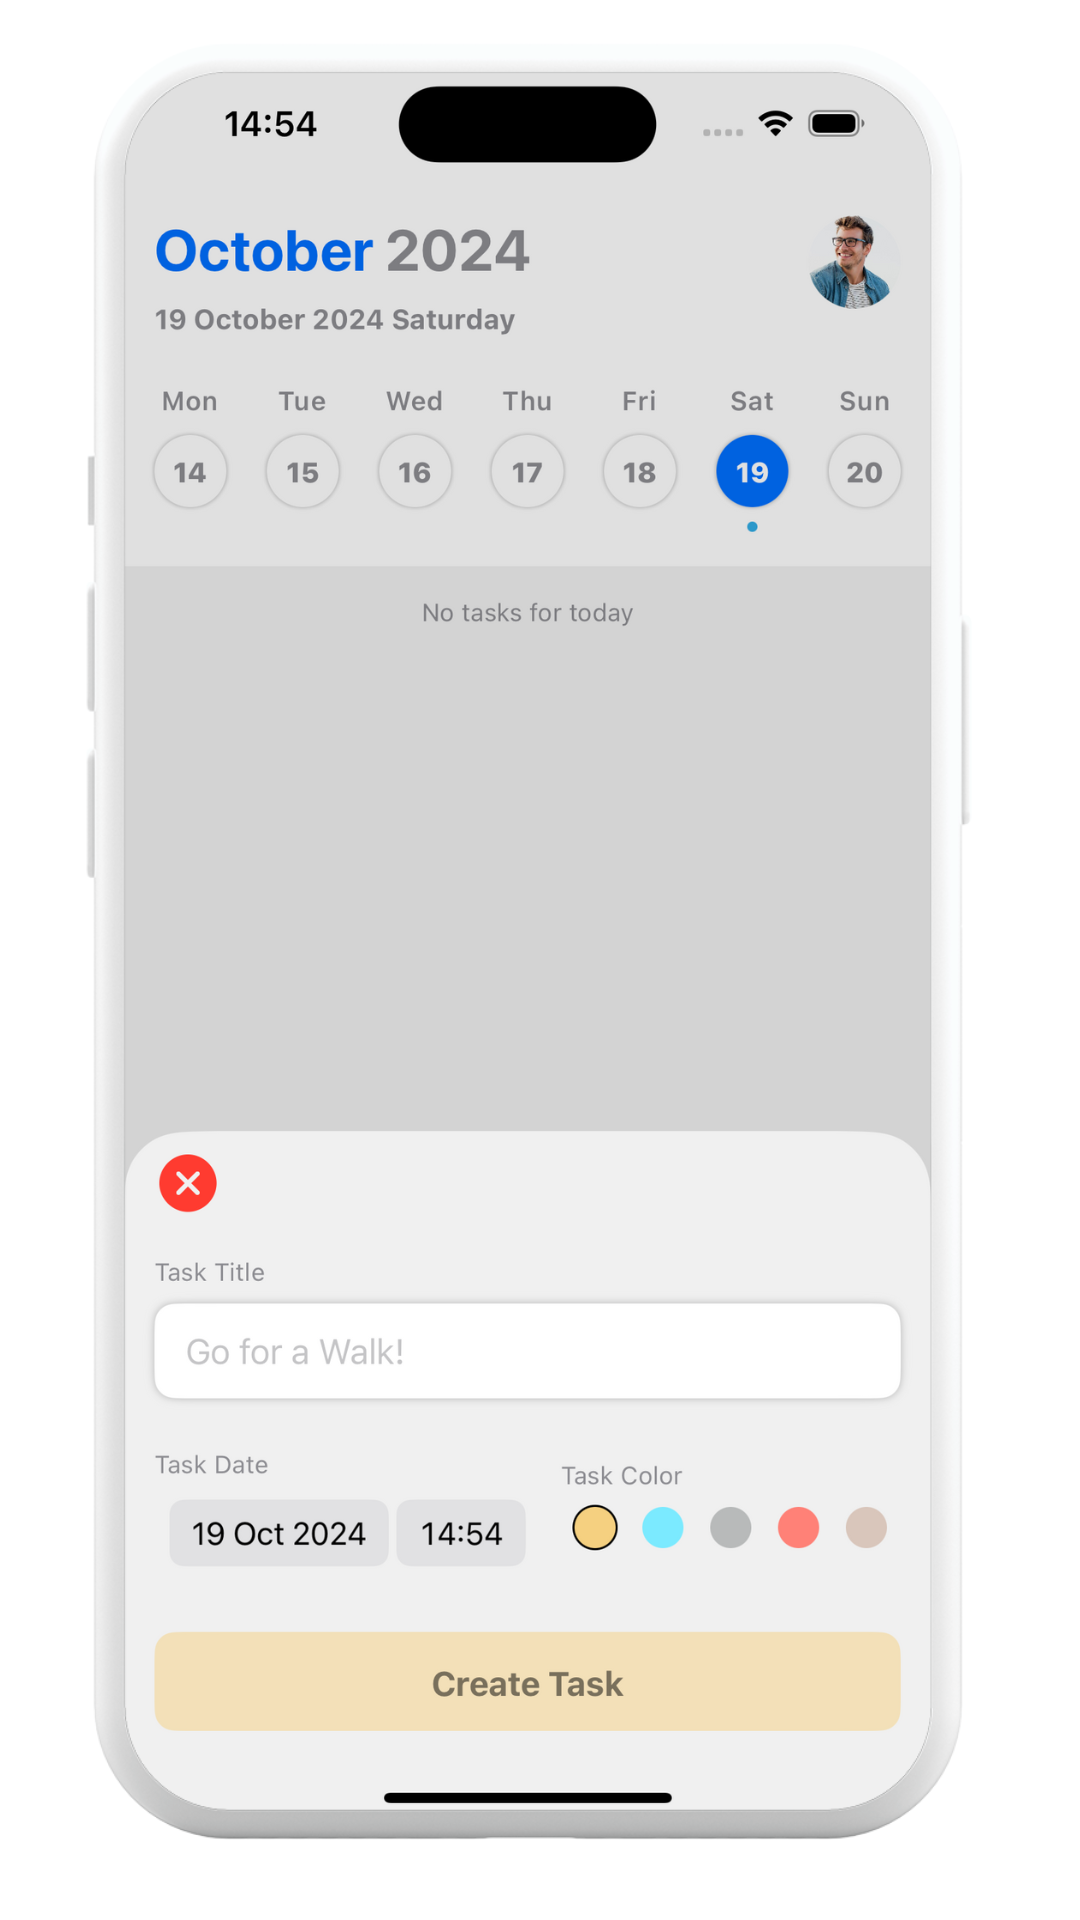 14:54
October 2024
19 October 2024 Saturday
Mon Tue Wed Thu Fri Sat Sun
14 15 16 17 18 19 20
No tasks for today
Task Title
Go for a Walk!
Task Date
Task Color
19 Oct 2024 14:54
Create Task